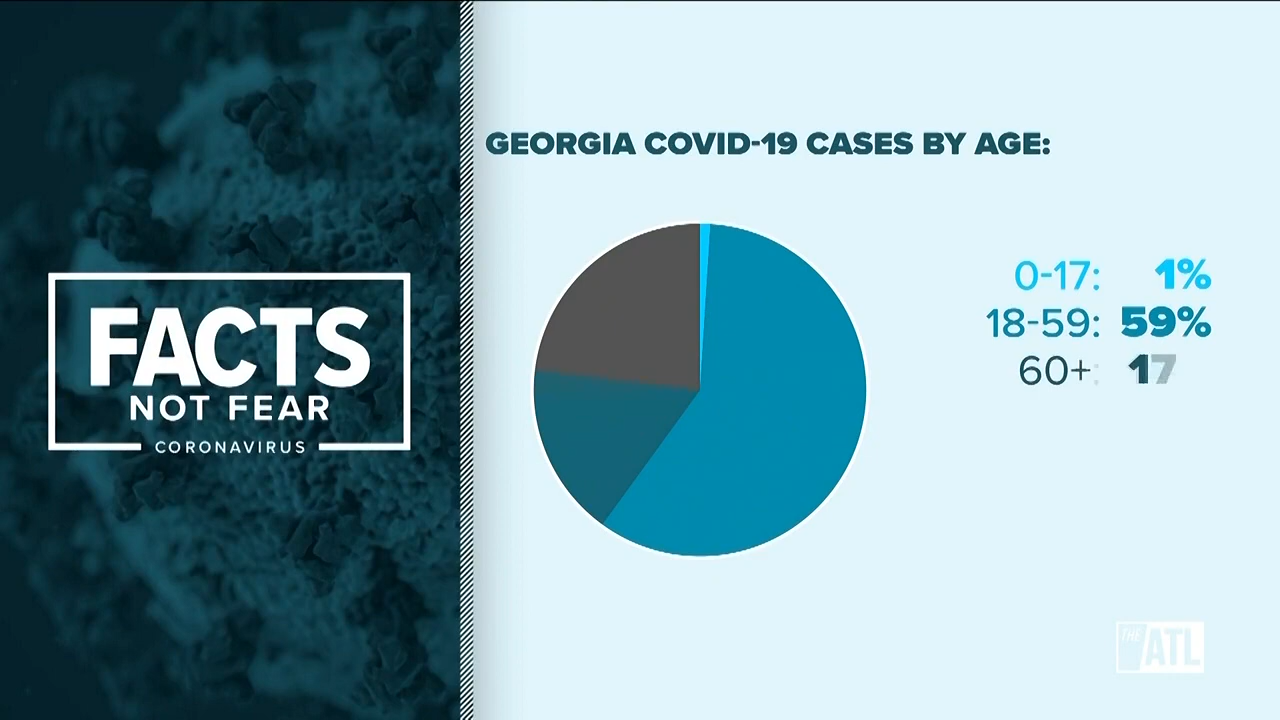 GEORGIA COVID-19 CASES BY AGE:
0-17: 1%
18-59: 59%
60+: 17
FACTS
NOT FEAR
CORONAVIRUS
THE ATL